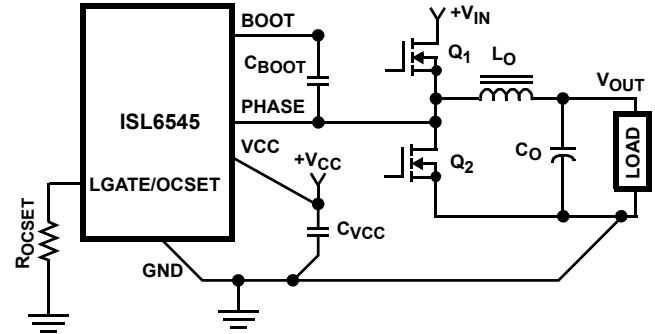 BOOT
+VIN
CBOOT
Q1
LO
VOUT
PHASE
ISL6545
VCC
+VCC
CO
LOAD
LGATE/OCSET
Q2
ROCSET
CVCC
GND